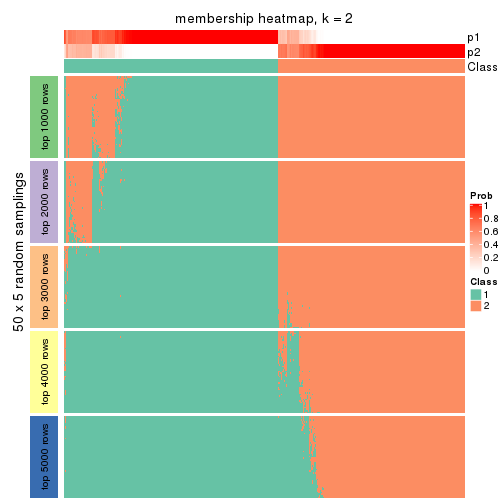 membership heatmap, k = 2
p1
p2
Class
50 x 5 random samplings
top 1000 rows
top 2000 rows
top 3000 rows
top 4000 rows
top 5000 rows
Prob
1
0.8
0.6
0.4
0.2
0
Class
1
2